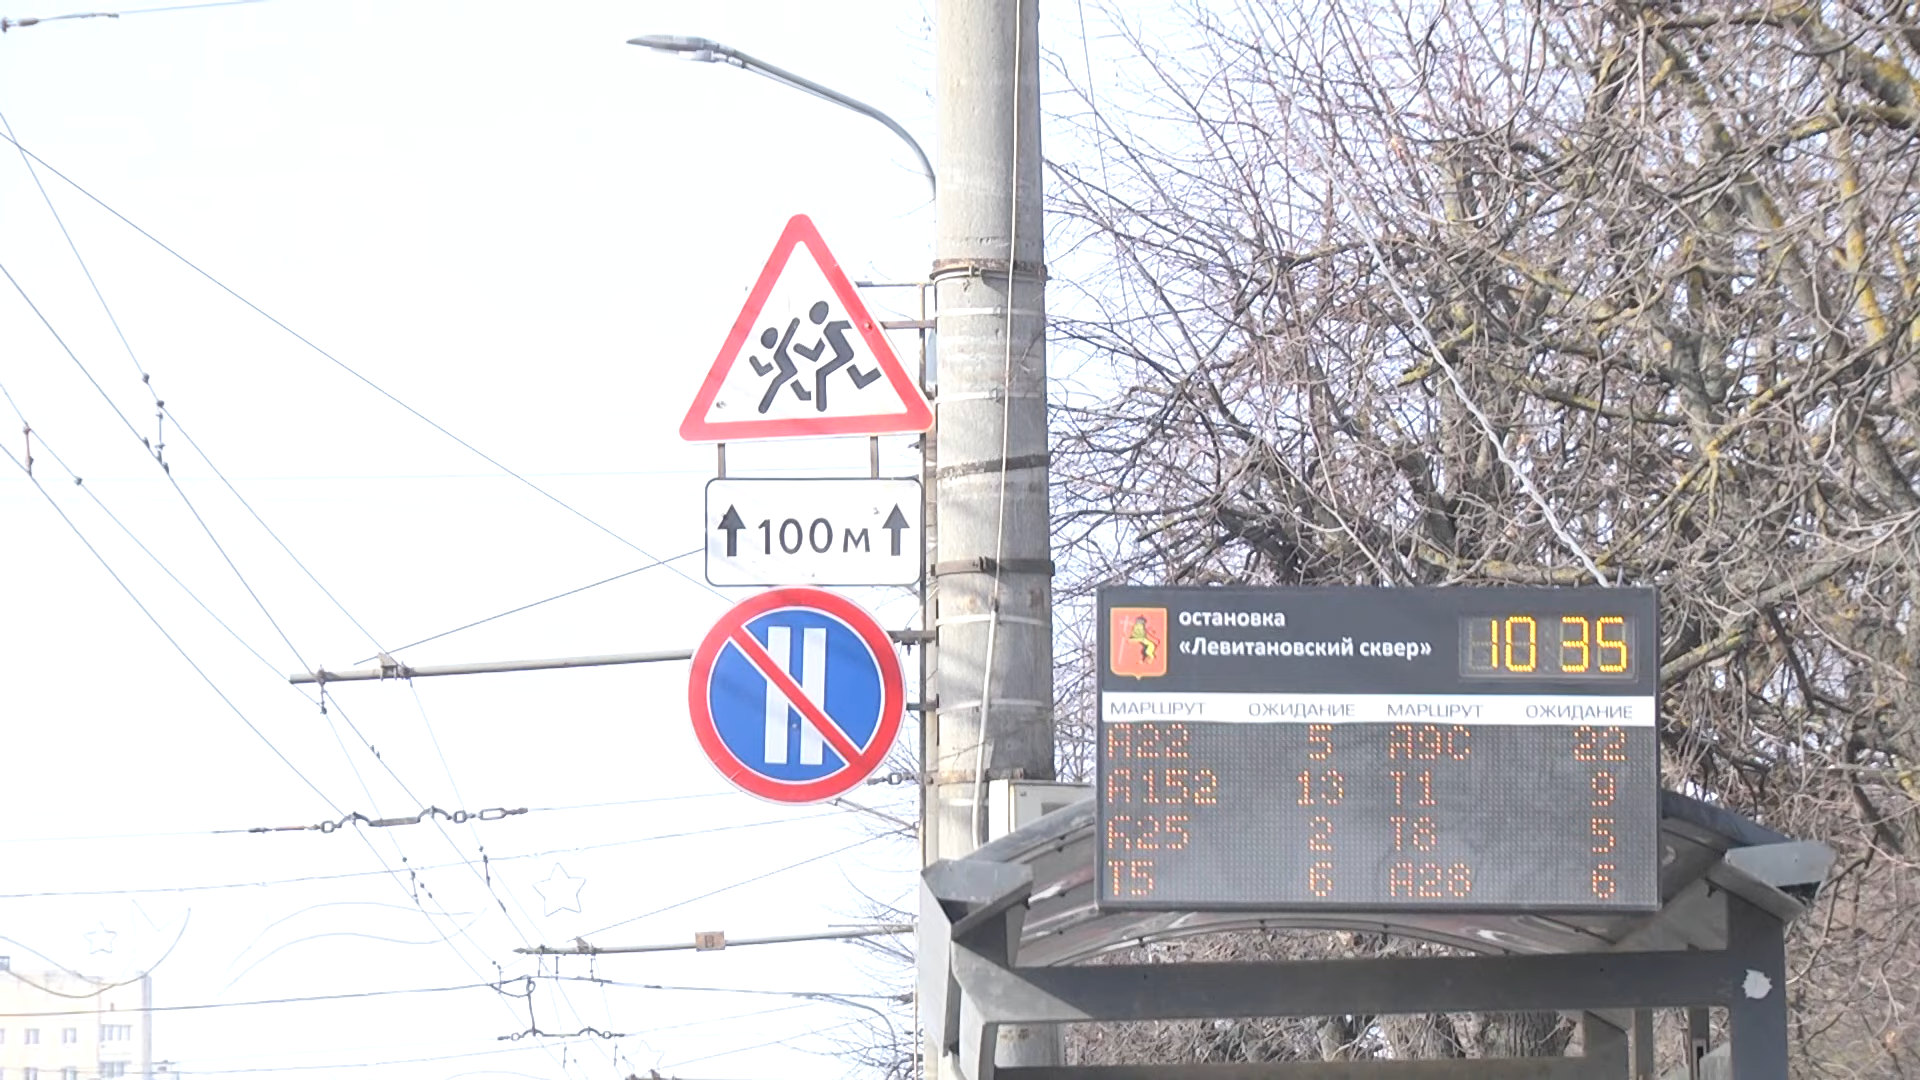 100 м
остановка
«Левитановский сквер»
10 35
МАРШРУТ ОЖИДАНИЕ МАРШРУТ ОЖИДАНИЕ
А22 5 А9С 22
А152 13 Т1 9
А25 2 Т8 5
Т5 6 А28 6
В